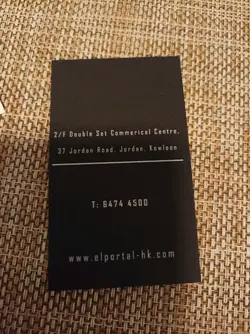 2/F Double Set Commerical Centre,
37 Jordan Road, Jordan, Kowloon
T: 6474 4500
www.elportal-hk.com